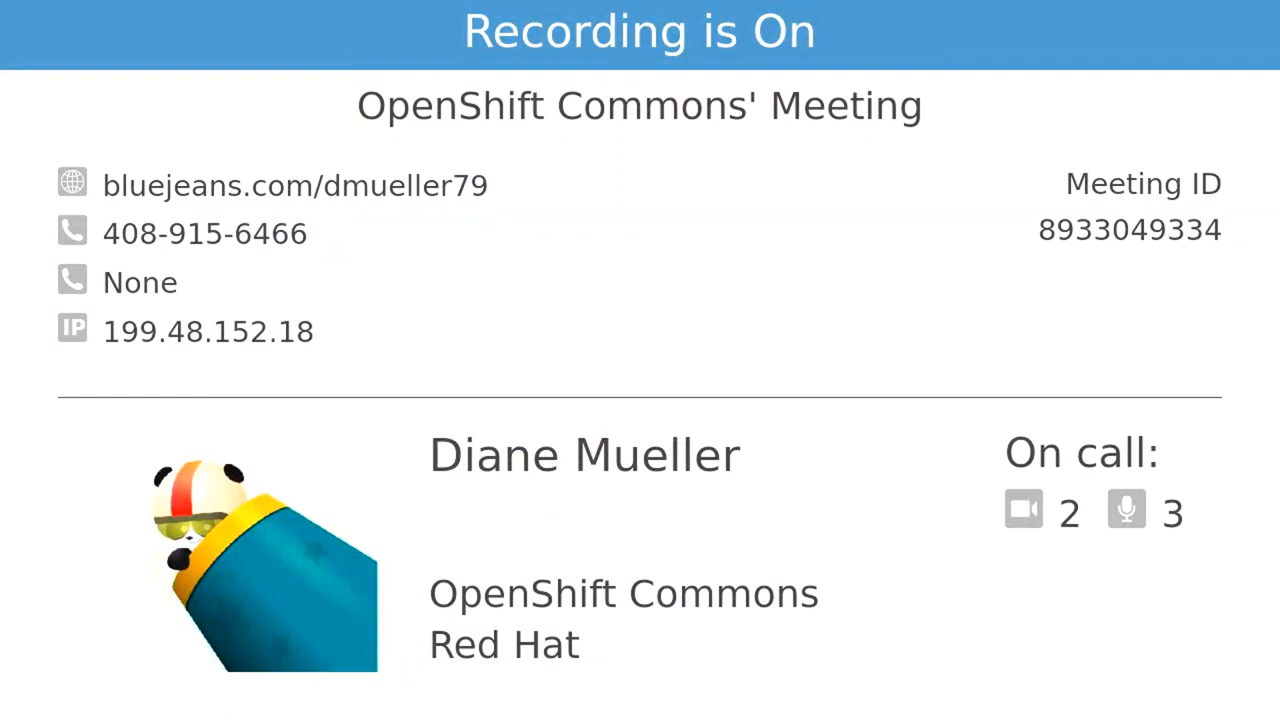 Recording is On
OpenShift Commons' Meeting
bluejeans.com/dmueller79
408-915-6466
None
IP 199.48.152.18
Meeting ID
8933049334
Diane Mueller
OpenShift Commons
Red Hat
On call:
2 3